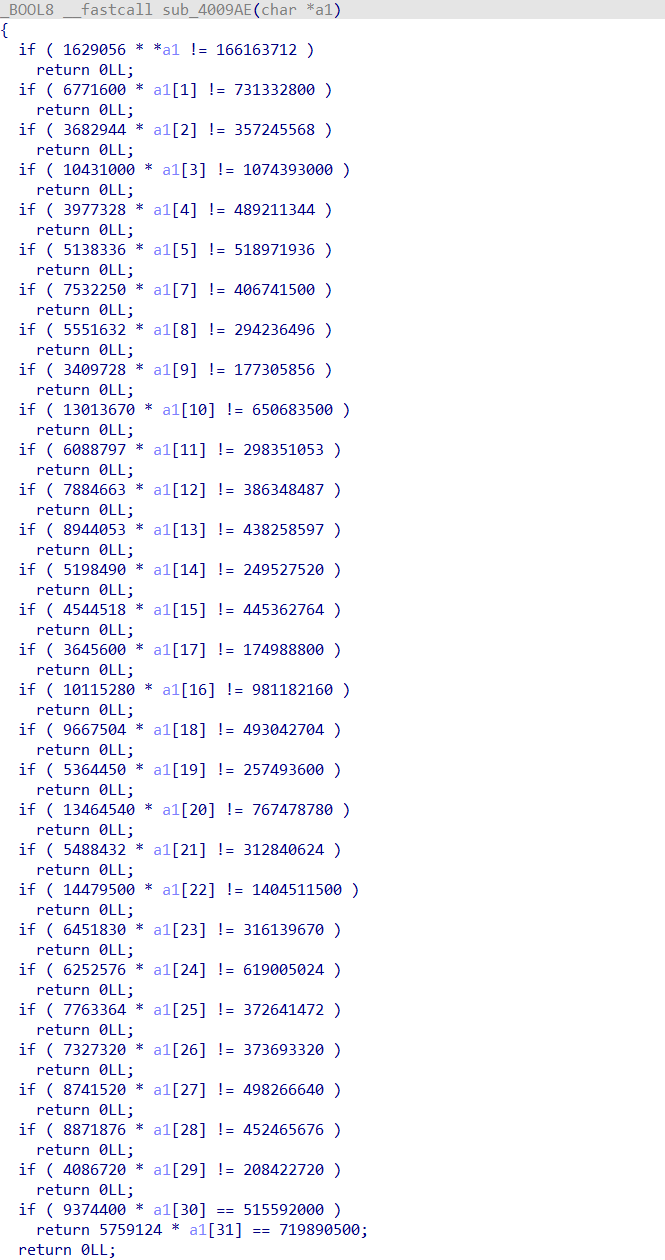 _BOOL8 __fastcall sub_4009AE(char *a1)
{
  if ( 1629056 * *a1 != 166163712 )
    return 0LL;
  if ( 6771600 * a1[1] != 731332800 )
    return 0LL;
  if ( 3682944 * a1[2] != 357245568 )
    return 0LL;
  if ( 10431000 * a1[3] != 1074393000 )
    return 0LL;
  if ( 3977328 * a1[4] != 489211344 )
    return 0LL;
  if ( 5138336 * a1[5] != 518971936 )
    return 0LL;
  if ( 7532250 * a1[7] != 406741500 )
    return 0LL;
  if ( 5551632 * a1[8] != 294236496 )
    return 0LL;
  if ( 3409728 * a1[9] != 177305856 )
    return 0LL;
  if ( 13013670 * a1[10] != 650683500 )
    return 0LL;
  if ( 6088797 * a1[11] != 298351053 )
    return 0LL;
  if ( 7884663 * a1[12] != 386348487 )
    return 0LL;
  if ( 8944053 * a1[13] != 438258597 )
    return 0LL;
  if ( 5198490 * a1[14] != 249527520 )
    return 0LL;
  if ( 4544518 * a1[15] != 445362764 )
    return 0LL;
  if ( 3645600 * a1[17] != 174988800 )
    return 0LL;
  if ( 10115280 * a1[16] != 981182160 )
    return 0LL;
  if ( 9667504 * a1[18] != 493042704 )
    return 0LL;
  if ( 5364450 * a1[19] != 257493600 )
    return 0LL;
  if ( 13464540 * a1[20] != 767478780 )
    return 0LL;
  if ( 5488432 * a1[21] != 312840624 )
    return 0LL;
  if ( 14479500 * a1[22] != 1404511500 )
    return 0LL;
  if ( 6451830 * a1[23] != 316139670 )
    return 0LL;
  if ( 6252576 * a1[24] != 619005024 )
    return 0LL;
  if ( 7763364 * a1[25] != 372641472 )
    return 0LL;
  if ( 7327320 * a1[26] != 373693320 )
    return 0LL;
  if ( 8741520 * a1[27] != 498266640 )
    return 0LL;
  if ( 8871876 * a1[28] != 452465676 )
    return 0LL;
  if ( 4086720 * a1[29] != 208422720 )
    return 0LL;
  if ( 9374400 * a1[30] == 515592000 )
    return 5759124 * a1[31] == 719890500;
  return 0LL;